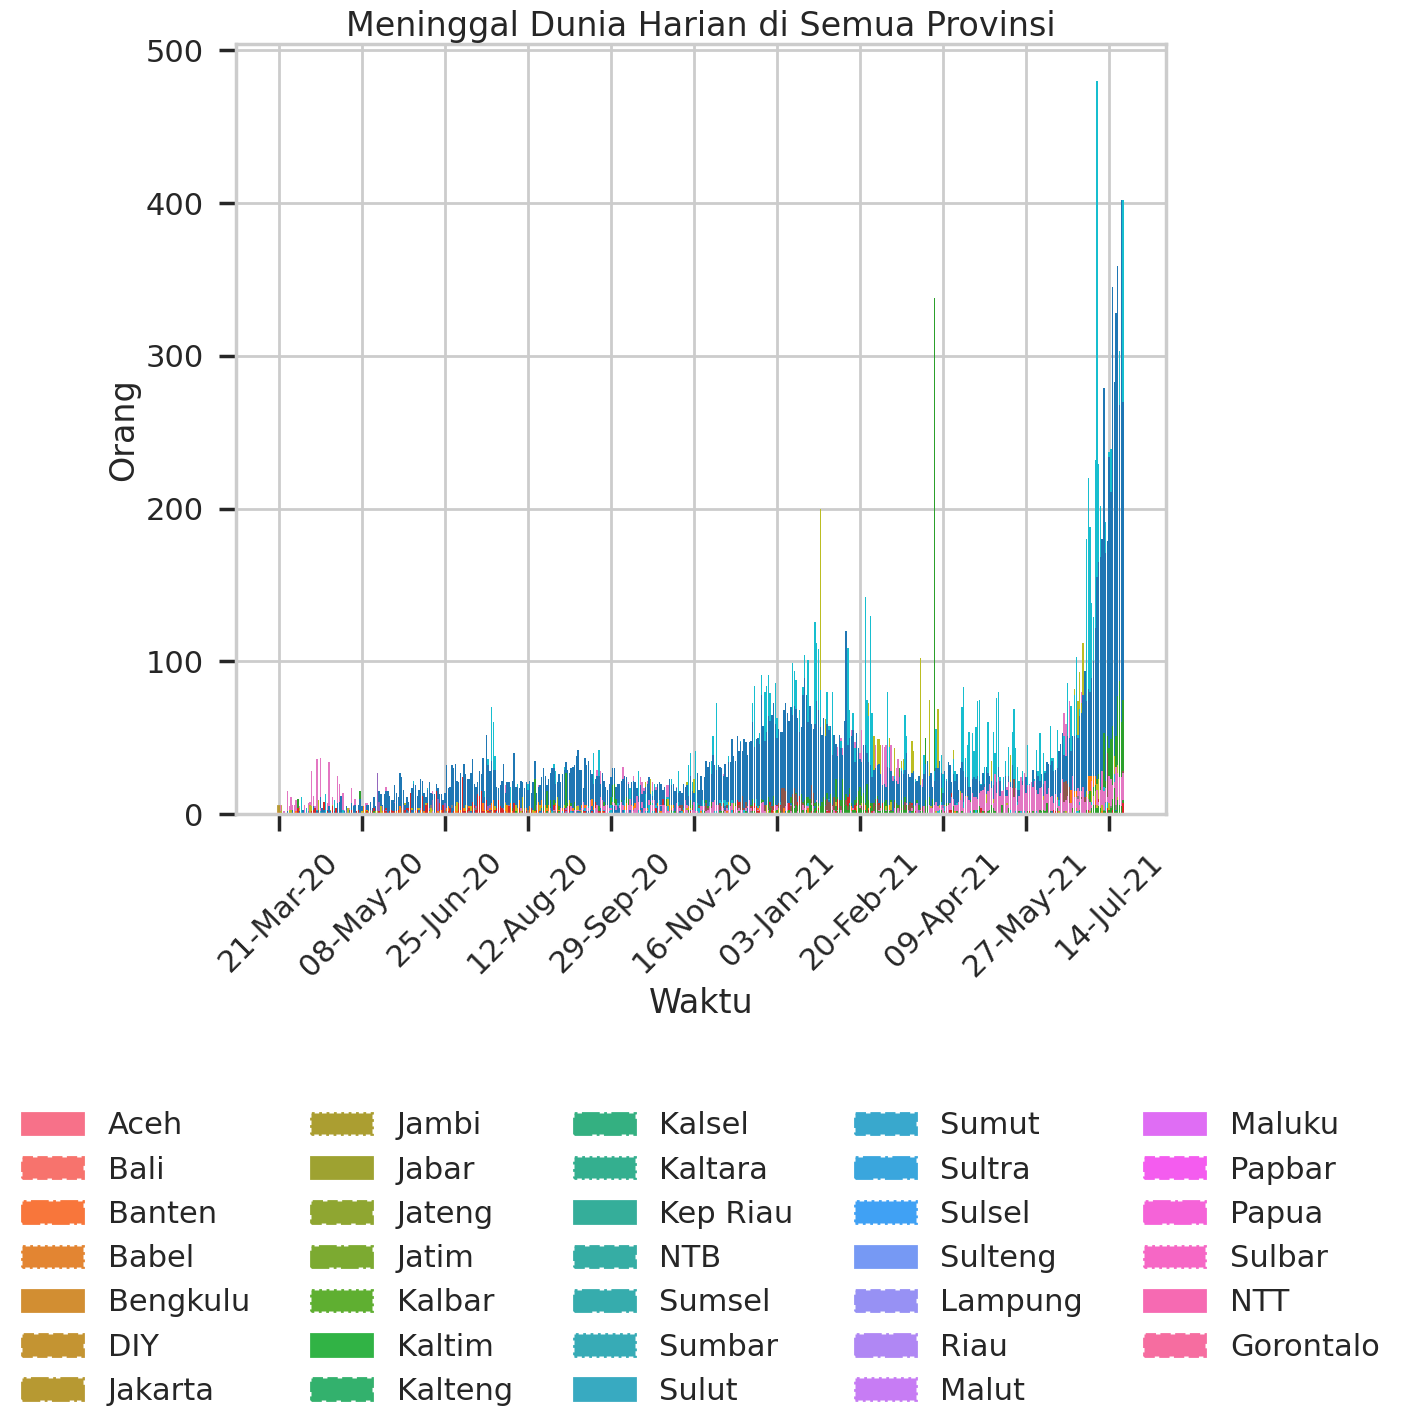 Meninggal Dunia Harian di Semua Provinsi
500
400
300
200
100
0
Orang
21-Mar-20
08-May-20
25-Jun-20
12-Aug-20
29-Sep-20
16-Nov-20
03-Jan-21
20-Feb-21
09-Apr-21
27-May-21
14-Jul-21
Waktu
Aceh
Bali
Banten
Babel
Bengkulu
DIY
Jakarta
Jambi
Jabar
Jateng
Jatim
Kalbar
Kaltim
Kalteng
Kalsel
Kaltara
Kep Riau
NTB
Sumsel
Sumbar
Sulut
Sumut
Sultra
Sulsel
Sulteng
Lampung
Riau
Malut
Maluku
Papbar
Papua
Sulbar
NTT
Gorontalo